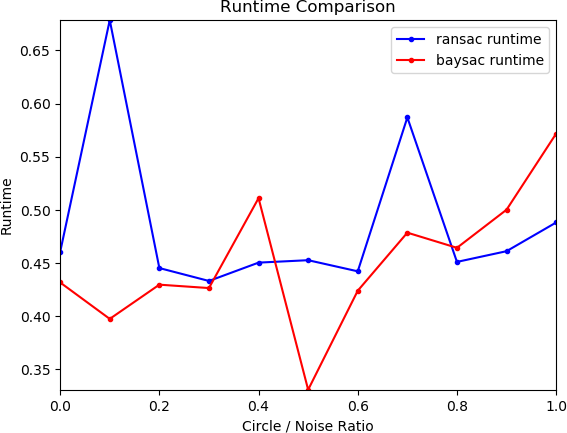 Runtime Comparison
ransac runtime
baysac runtime
Runtime
0.65
0.60
0.55
0.50
0.45
0.40
0.35
0.0 0.2 0.4 0.6 0.8 1.0
Circle / Noise Ratio